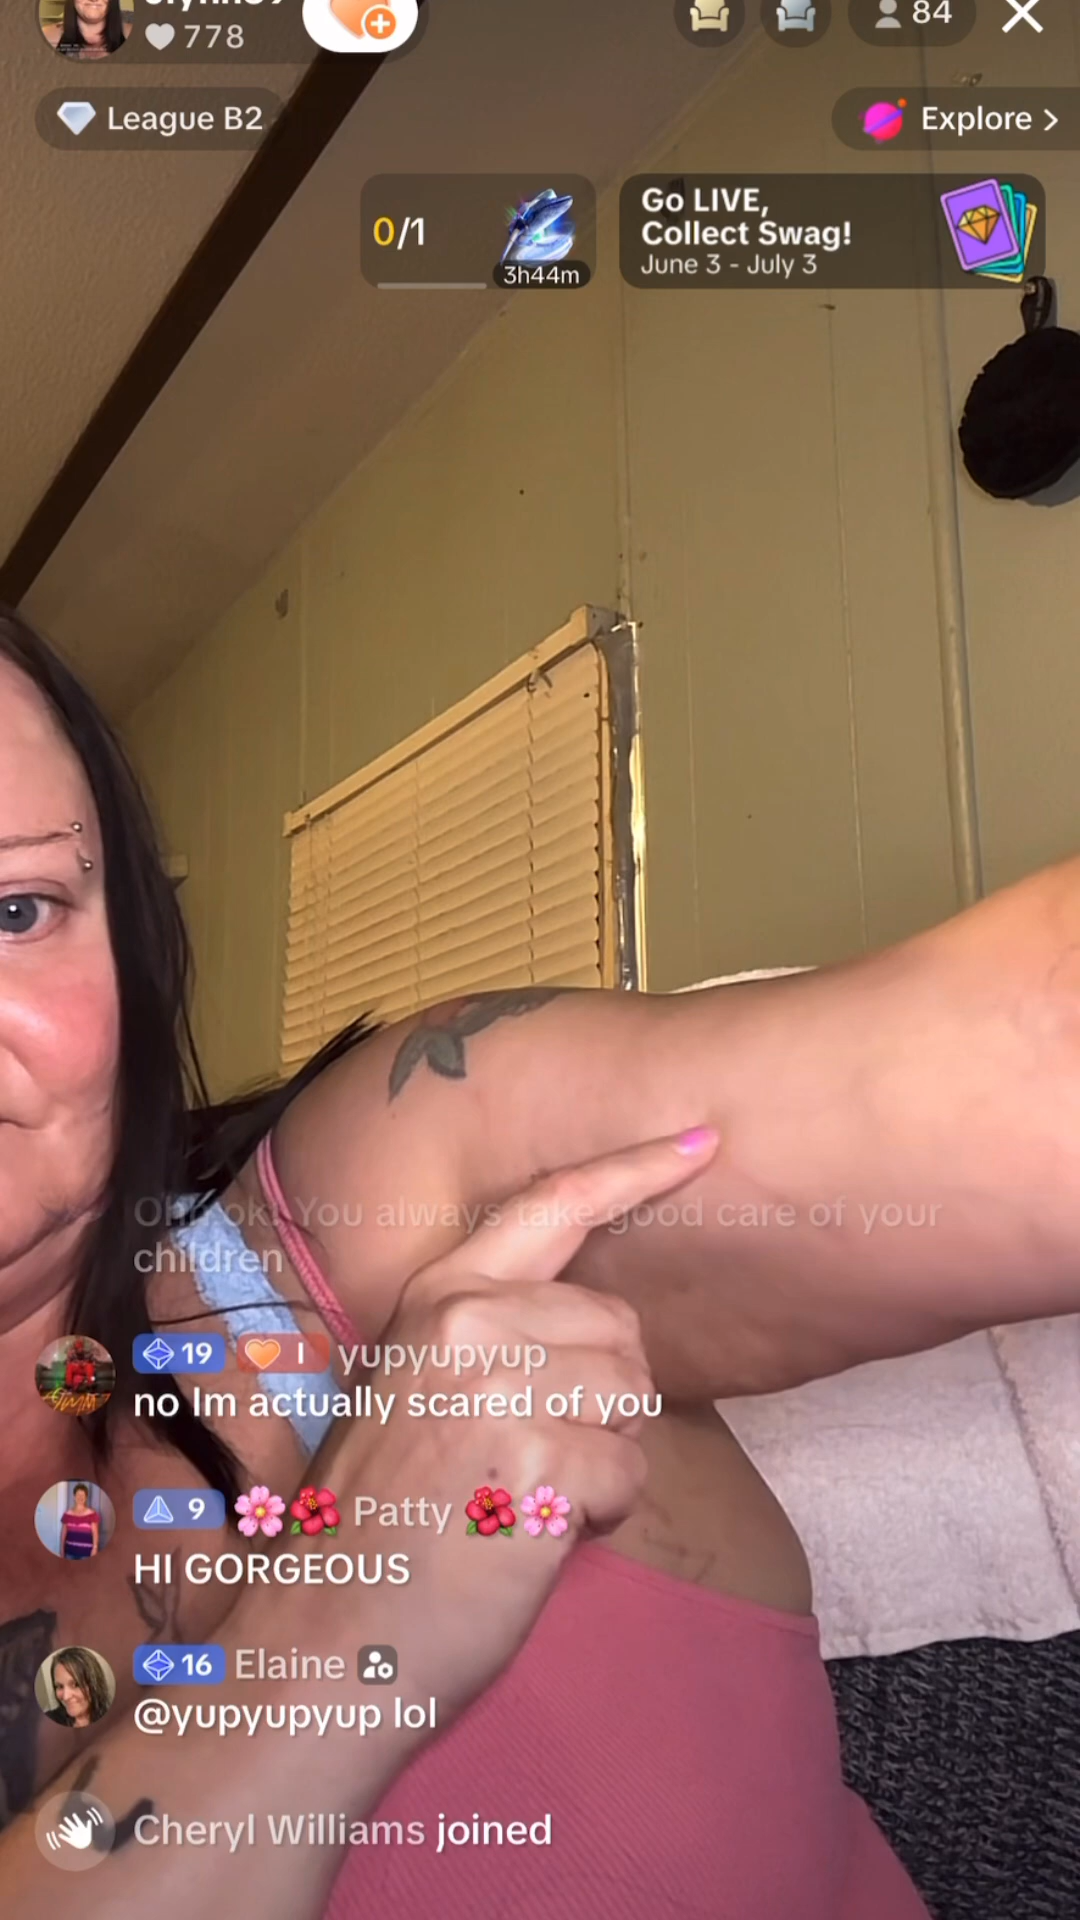 778
84
League B2
Explore >
0/1
3h44m
Go LIVE,
Collect Swag!
June 3 - July 3
Ohh ok! You always take good care of your
children
19 I yupyupyup
no Im actually scared of you
9 🌸🌺 Patty 🌺🌸
HI GORGEOUS
16 Elaine
@yupyupyup lol
Cheryl Williams joined